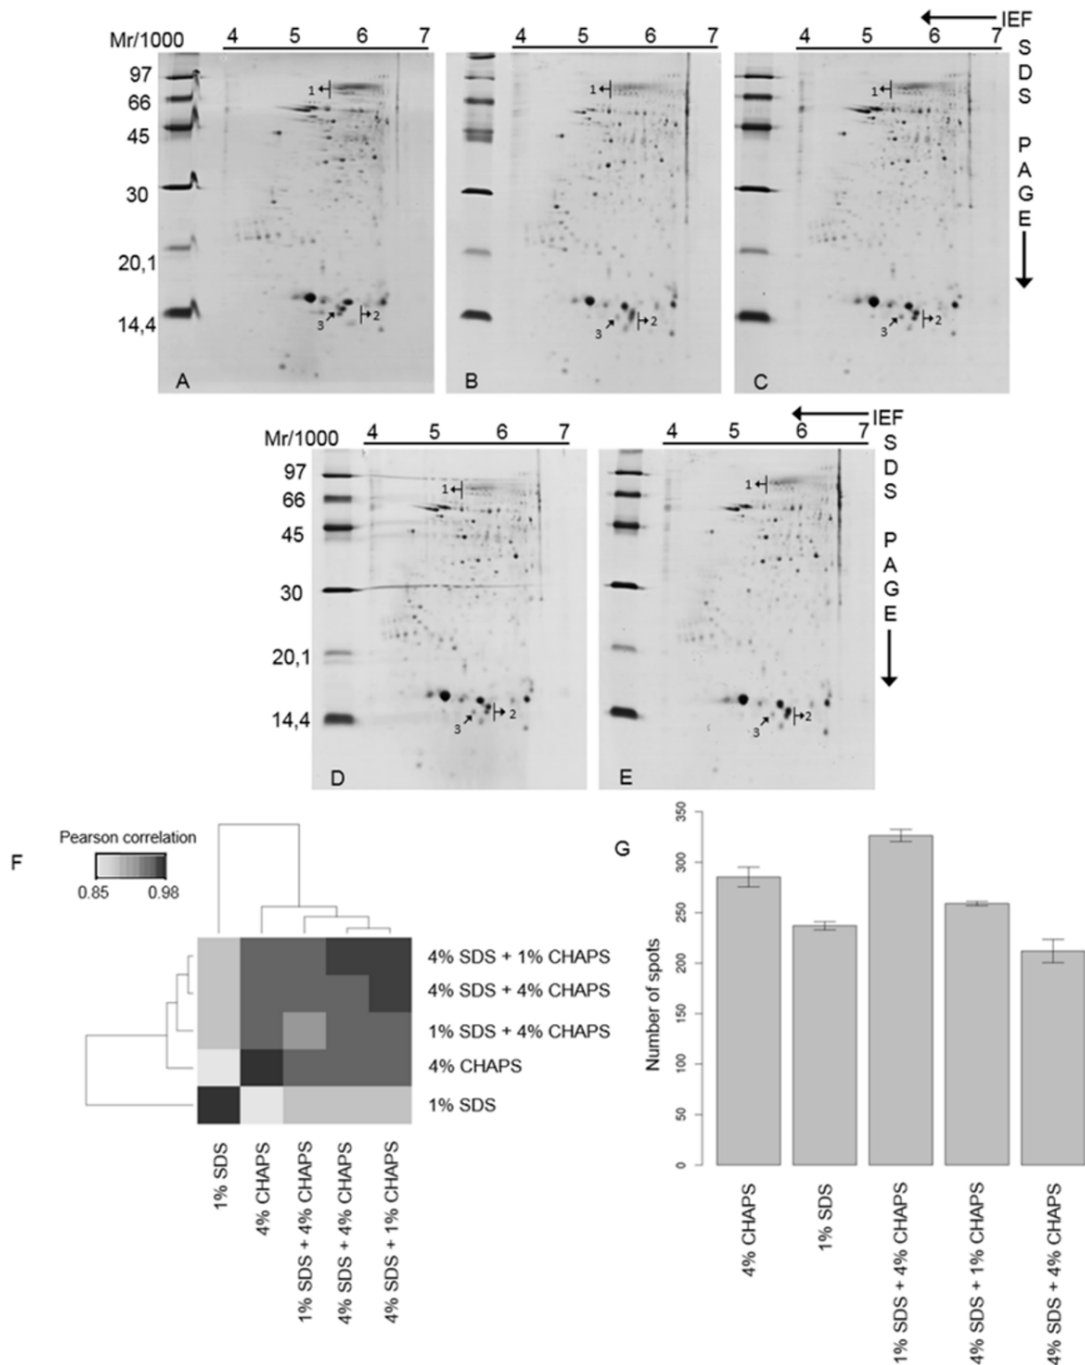 IEF
Mr/1000 4 5 6 7
4 5 6 7
4 5 6 7
97
66
45
30
20,1
14,4
1
2
3
A
1
2
3
B
1
2
3
C
SDS PAGE
IEF
Mr/1000 4 5 6 7
4 5 6 7
97
66
45
30
20,1
14,4
1
2
3
D
1
2
3
E
SDS PAGE
F
Pearson correlation
0.85 0.98
4% SDS + 1% CHAPS
4% SDS + 4% CHAPS
1% SDS + 4% CHAPS
4% CHAPS
1% SDS
1% SDS
4% CHAPS
1% SDS + 4% CHAPS
4% SDS + 4% CHAPS
4% SDS + 1% CHAPS
G
Number of spots
350
300
250
200
150
100
50
0
4% CHAPS
1% SDS
1% SDS + 4% CHAPS
4% SDS + 1% CHAPS
4% SDS + 4% CHAPS